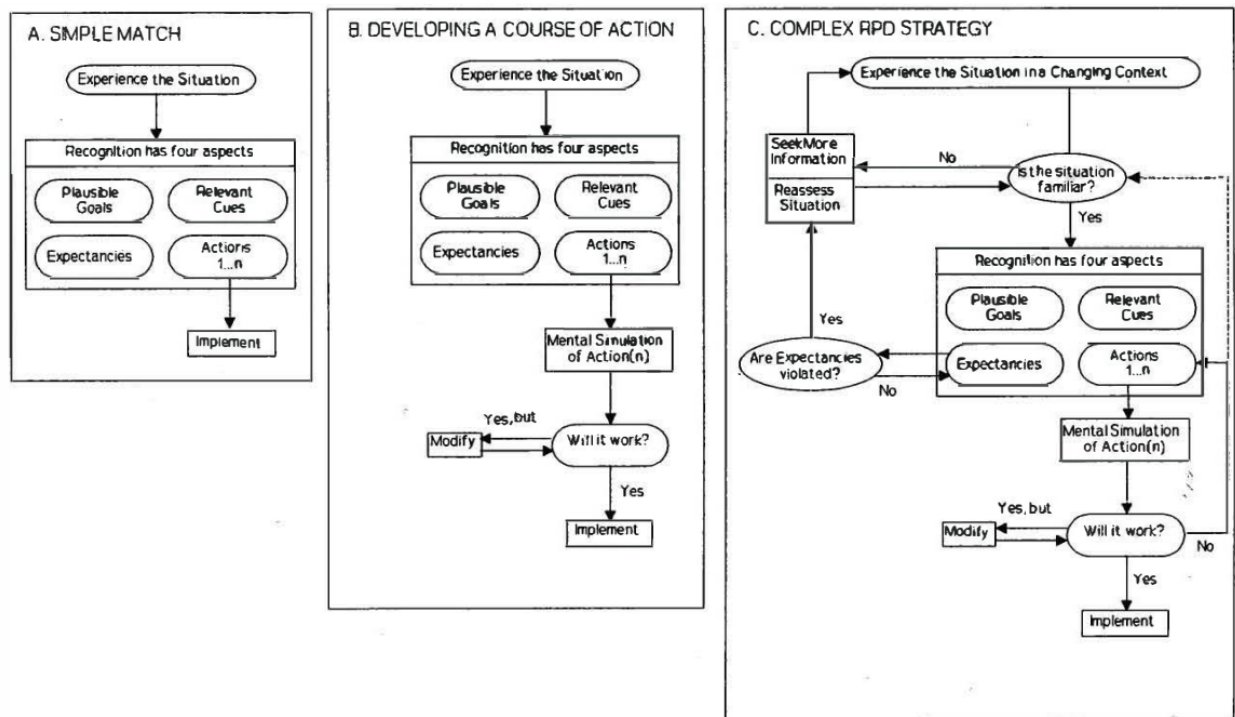 A. SIMPLE MATCH
Experience the Situation
Recognition has four aspects
Plausible
Goals
Relevant
Cues
Expectancies
Actions
1...n
Implement
B. DEVELOPING A COURSE OF ACTION
Experience the Situation
Recognition has four aspects
Plausible
Goals
Relevant
Cues
Expectancies
Actions
1...n
Mental Simulation
of Action(n)
Yes, but
Modify
Will it work?
Yes
Implement
C. COMPLEX RPD STRATEGY
Experience the Situation in a Changing Context
Seek More
Information
No
Is the situation
familiar?
Reassess
Situation
Yes
Recognition has four aspects
Plausible
Goals
Relevant
Cues
Yes
Are Expectancies
violated?
Expectancies
Actions
1...n
No
Mental Simulation
of Action(n)
Yes, but
Modify
Will it work?
No
Yes
Implement